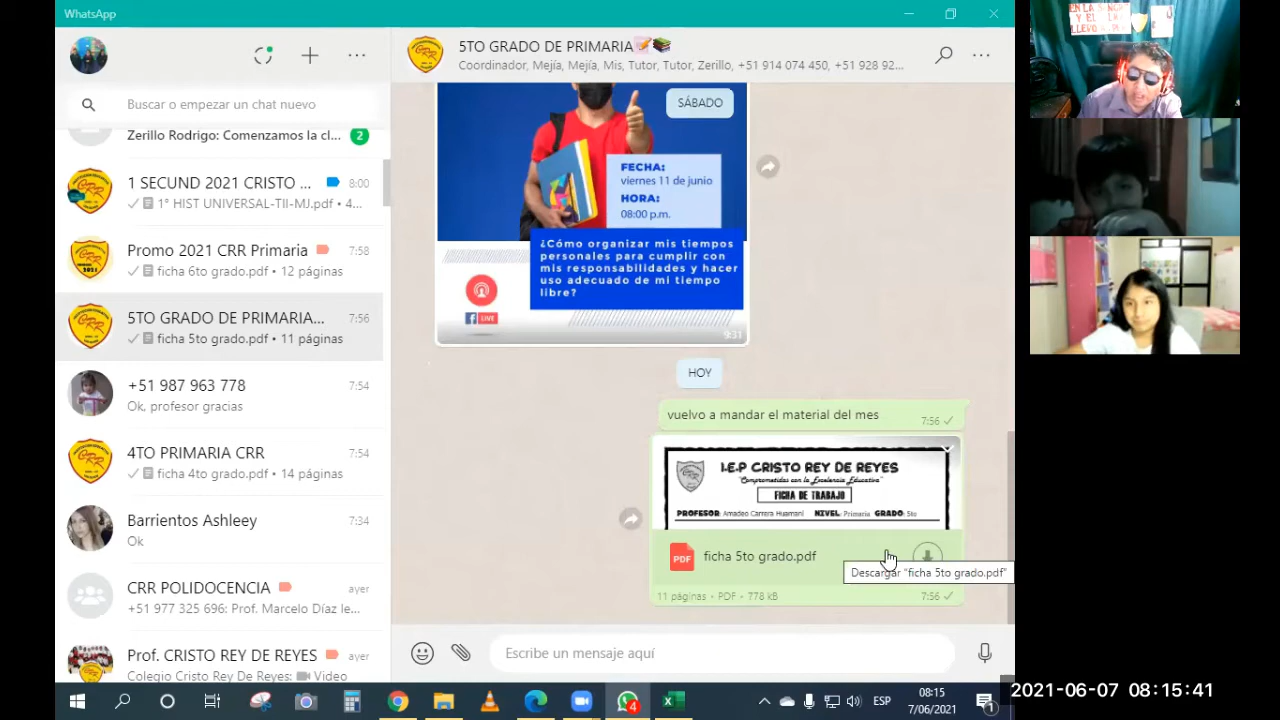 WhatsApp
Buscar o empezar un chat nuevo
Zerillo Rodrigo: Comenzamos la cl...
2
1 SECUND 2021 CRISTO ...
8:00
1° HIST UNIVERSAL-TII-MJ.pdf • 4...
Promo 2021 CRR Primaria
7:58
ficha 6to grado.pdf • 12 páginas
5TO GRADO DE PRIMARIA...
7:56
ficha 5to grado.pdf • 11 páginas
+51 987 963 778
7:54
Ok, profesor gracias
4TO PRIMARIA CRR
7:54
ficha 4to grado.pdf • 14 páginas
Barrientos Ashleey
7:34
Ok
CRR POLIDOCENCIA
ayer
+51 977 325 696: Prof. Marcelo Díaz le...
Prof. CRISTO REY DE REYES
ayer
Colegio Cristo Rey De Reyes: Video
5TO GRADO DE PRIMARIA
Coordinador, Mejía, Mejía, Mis, Tutor, Tutor, Zerillo, +51 914 074 450, +51 928 92...
SÁBADO
FECHA:
viernes 11 de junio
HORA:
08:00 p.m.
¿Cómo organizar mis tiempos
personales para cumplir con
mis responsabilidades y hacer
uso adecuado de mi tiempo
libre?
LIVE
9:31
HOY
vuelvo a mandar el material del mes
7:56
I.E.P CRISTO REY DE REYES
"Comprometidos con la Excelencia Educativa"
FICHA DE TRABAJO
PROFESOR: Amadeo Carrera Huamani NIVEL: Primaria GRADO: 5to
PDF
ficha 5to grado.pdf
Descargar "ficha 5to grado.pdf"
11 páginas • PDF • 778 kB
7:56
Escribe un mensaje aquí
4
ESP
08:15
7/06/2021
1
EN LA
Y EL
LLEVO
2021-06-07 08:15:41